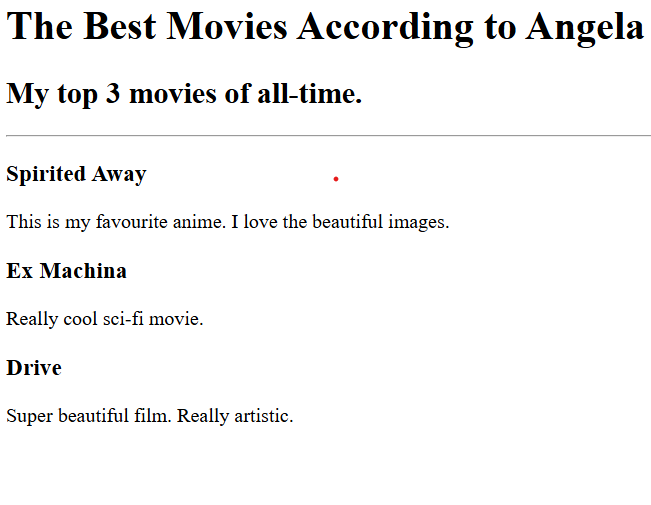 The Best Movies According to Angela
My top 3 movies of all-time.
Spirited Away
This is my favourite anime. I love the beautiful images.
Ex Machina
Really cool sci-fi movie.
Drive
Super beautiful film. Really artistic.